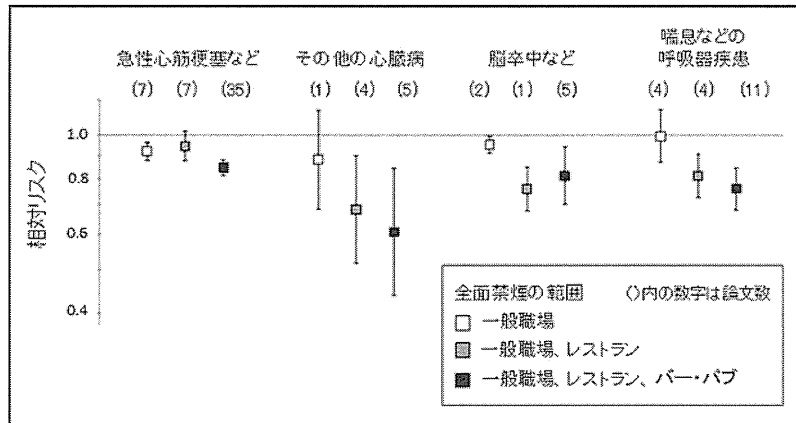 急性心筋梗塞など
その他の心臓病
脳卒中など
喘息などの
呼吸器疾患
(7) (7) (35)
(1) (4) (5)
(2) (1) (5)
(4) (4) (11)
相対リスク
1.0
0.8
0.6
0.4
全面禁煙の範囲 ()内の数字は論文数
一般職場
一般職場、レストラン
一般職場、レストラン、バー・パブ